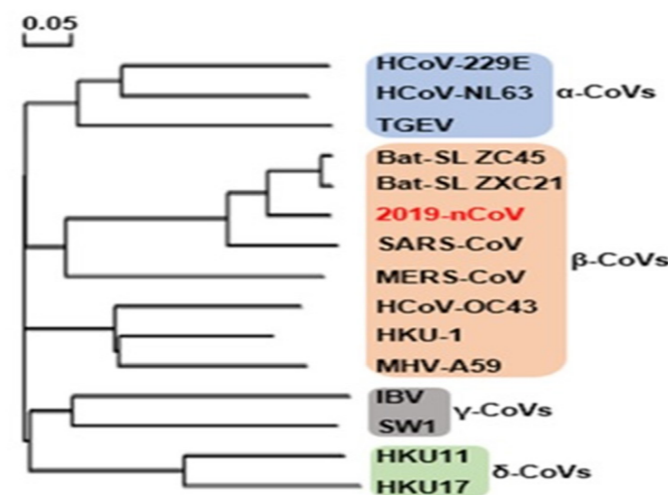 0.05
HCoV-229E
HCoV-NL63
TGEV
α-CoVs
Bat-SL ZC45
Bat-SL ZXC21
2019-nCoV
SARS-CoV
MERS-CoV
HCoV-OC43
HKU-1
MHV-A59
β-CoVs
IBV
SW1
γ-CoVs
HKU11
HKU17
δ-CoVs